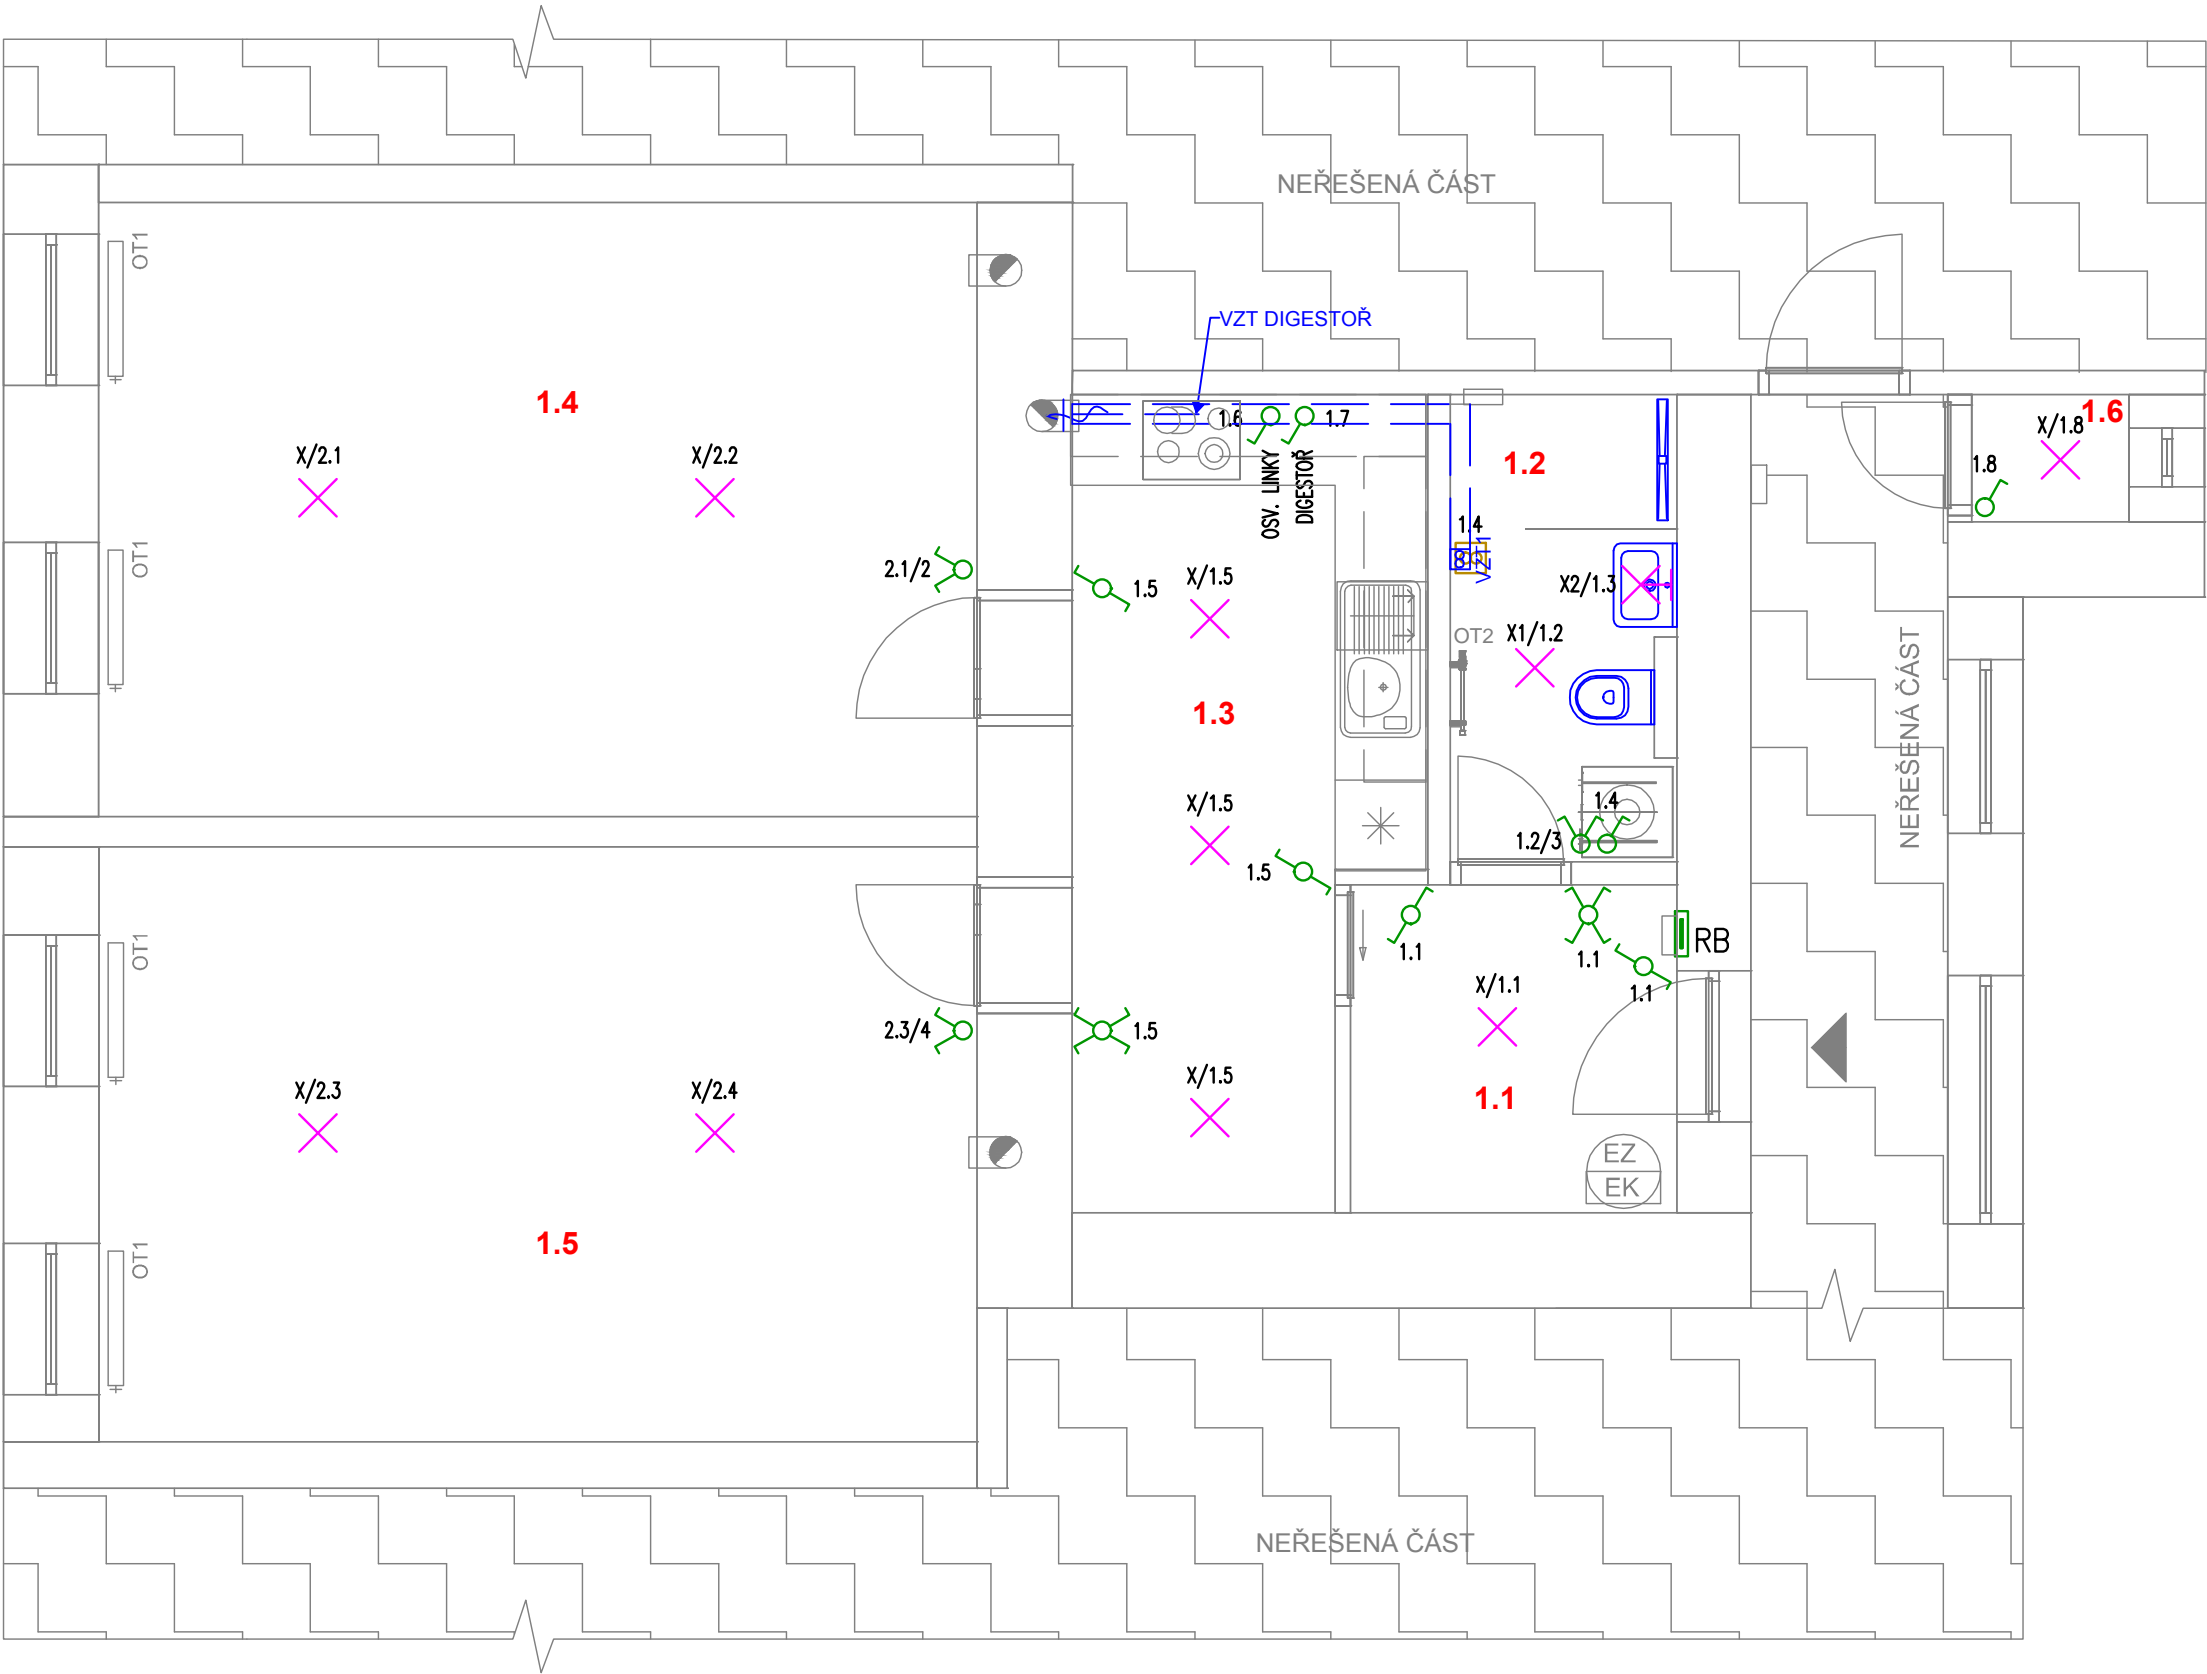 NEŘEŠENÁ ČÁST
OT1
VZT DIGESTOŘ
1.4
1.6
1.7
1.6
X/1.8
X/2.1
X/2.2
1.2
1.8
OSV. LINKY
DIGESTOŘ
1.4
OT1
VZT1
2.1/2
1.5
X/1.5
X2/1.3
OT2
X1/1.2
NEŘEŠENÁ ČÁST
1.3
X/1.5
1.4
1.2/3
1.5
OT1
1.1
1.1
RB
X/1.1
1.1
2.3/4
1.5
X/2.3
X/2.4
X/1.5
1.1
EZ
EK
1.5
OT1
NEŘEŠENÁ ČÁST